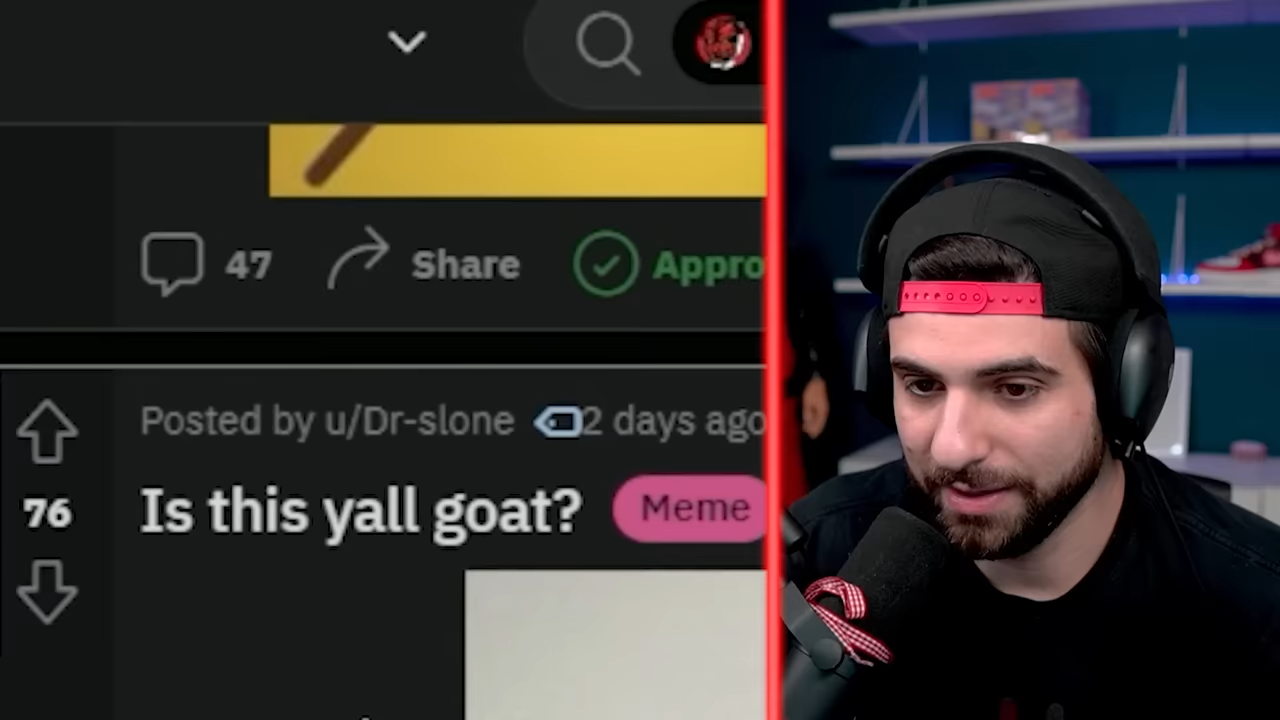 47 Share Appro
Posted by u/Dr-slone 2 days ago
76 Is this yall goat? Meme